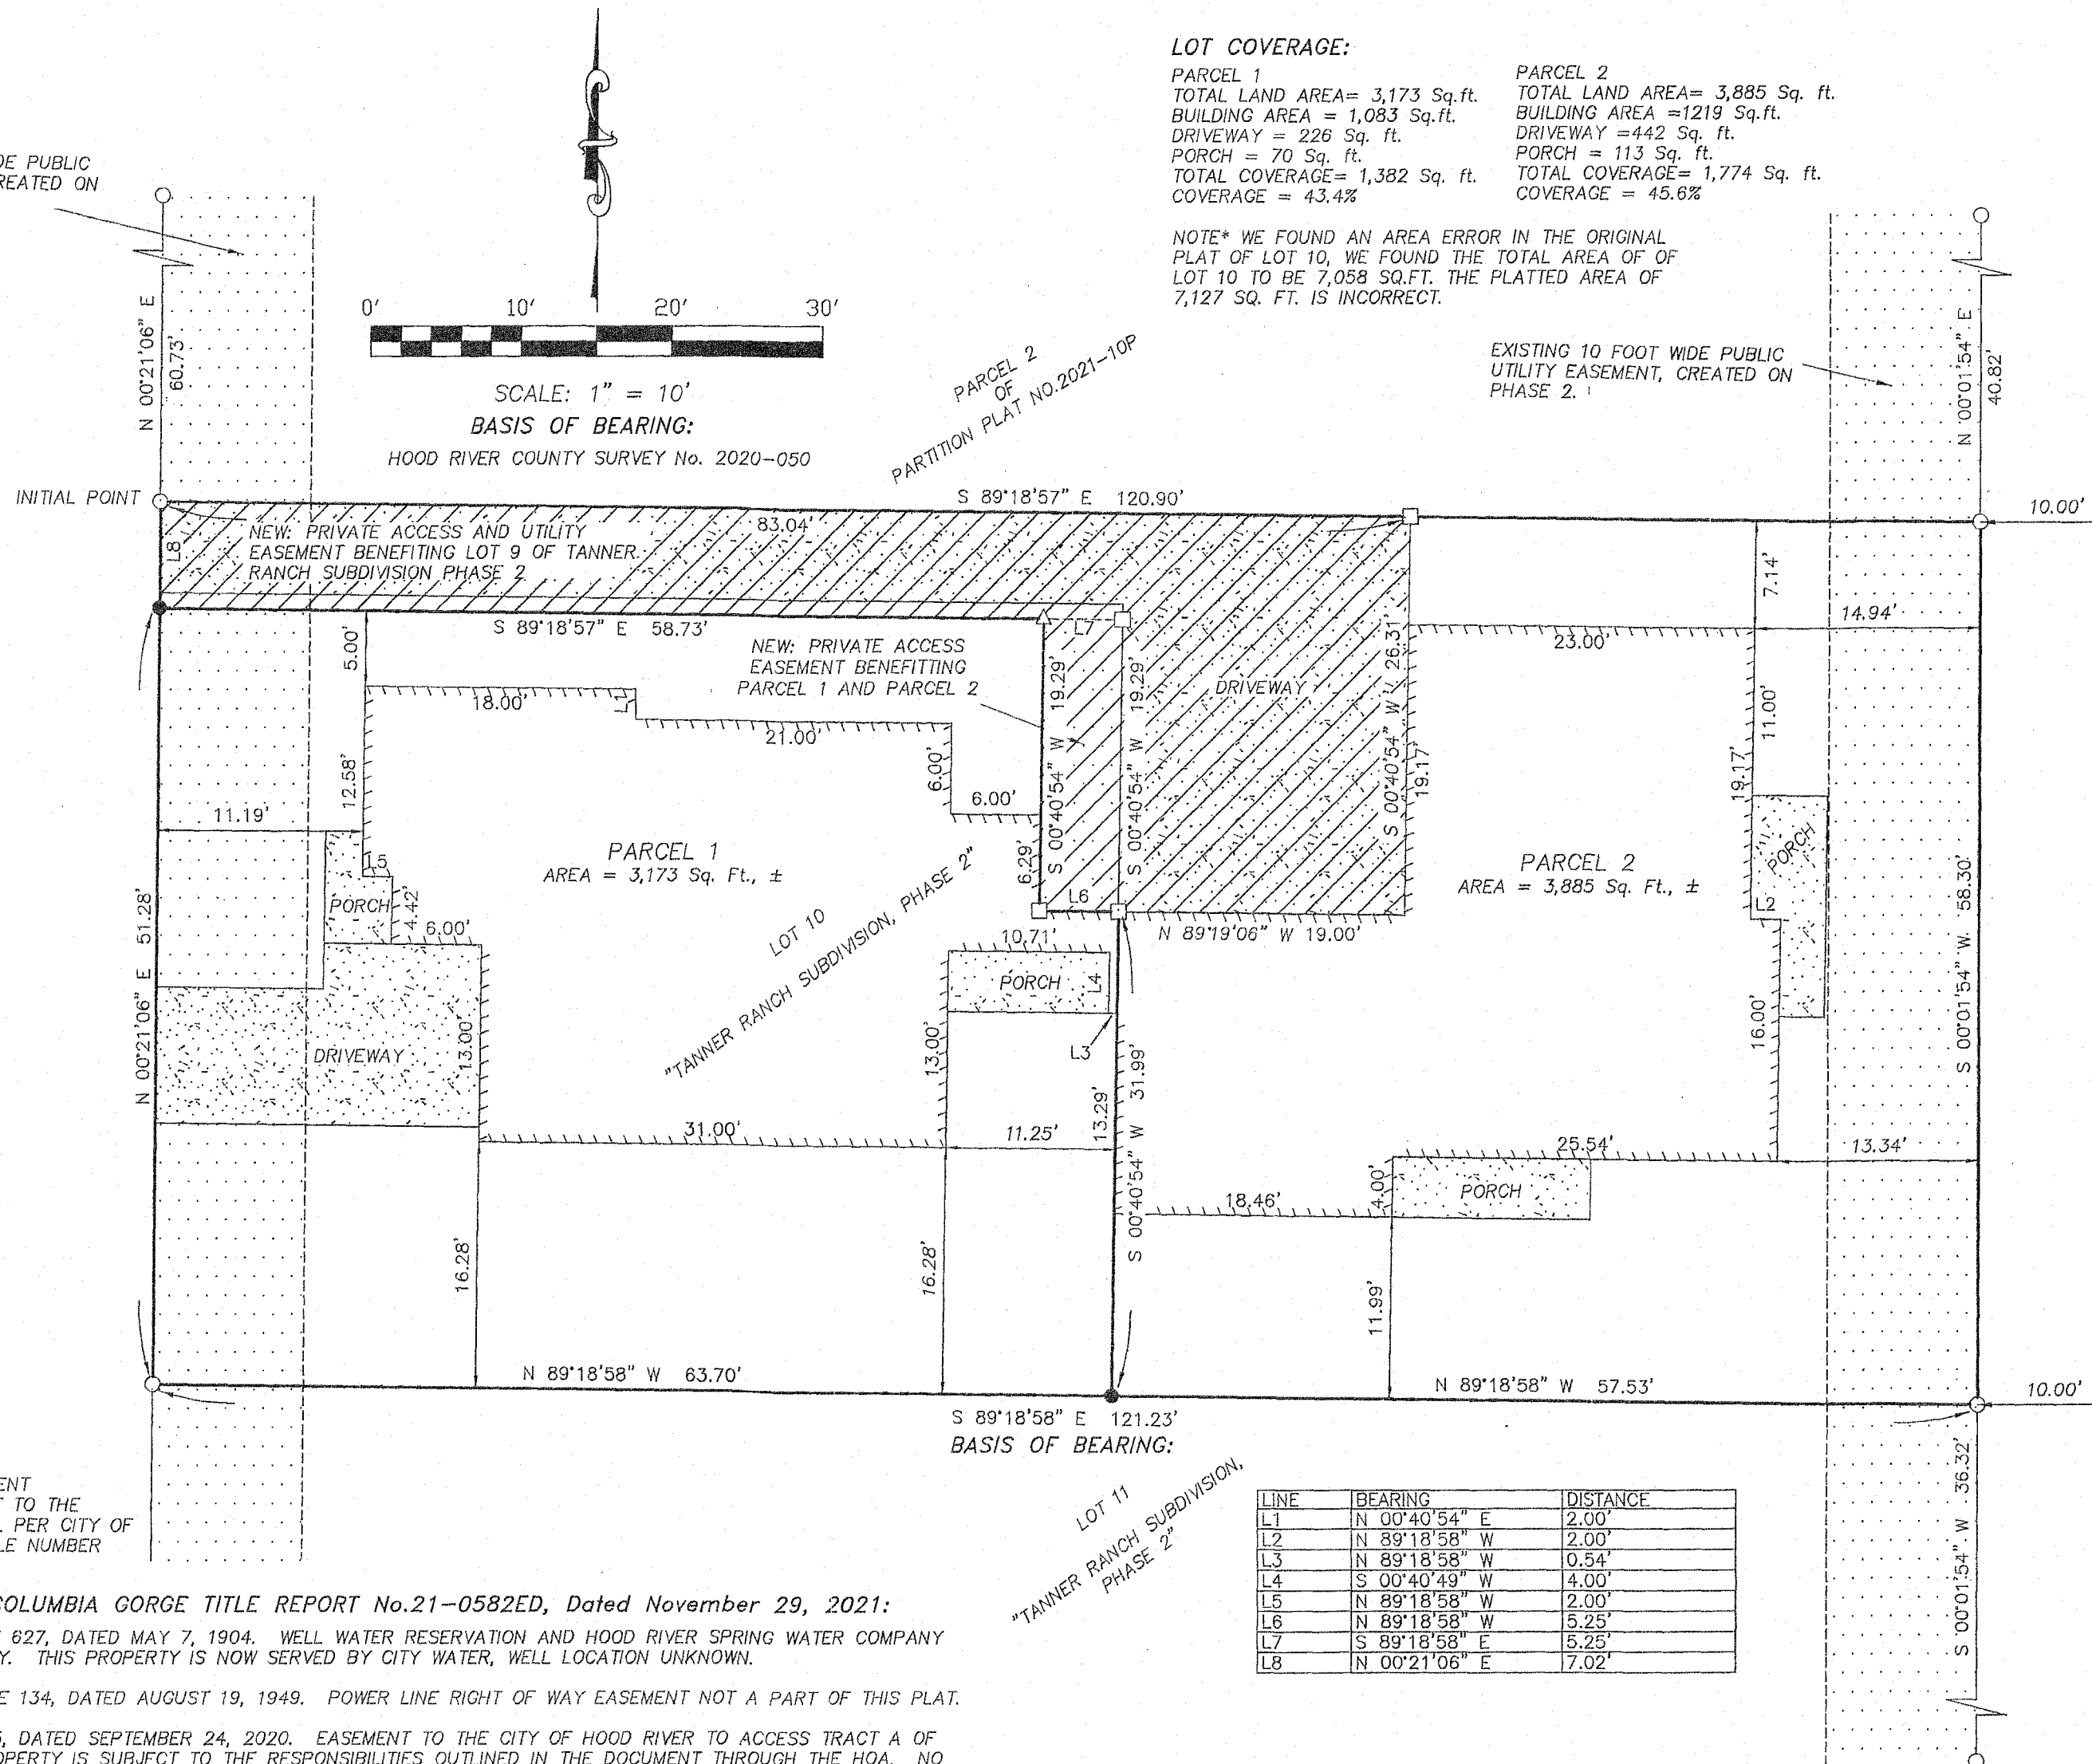 LOT COVERAGE:
PARCEL 1
TOTAL LAND AREA= 3,173 Sq.ft.
BUILDING AREA = 1,083 Sq.ft.
DRIVEWAY = 226 Sq. ft.
PORCH = 70 Sq. ft.
TOTAL COVERAGE= 1,382 Sq. ft.
COVERAGE = 43.4%
PARCEL 2
TOTAL LAND AREA= 3,885 Sq. ft.
BUILDING AREA =1219 Sq.ft.
DRIVEWAY =442 Sq. ft.
PORCH = 113 Sq. ft.
TOTAL COVERAGE= 1,774 Sq. ft.
COVERAGE = 45.6%
NOTE* WE FOUND AN AREA ERROR IN THE ORIGINAL
PLAT OF LOT 10, WE FOUND THE TOTAL AREA OF OF
LOT 10 TO BE 7,058 SQ.FT. THE PLATTED AREA OF
7,127 SQ. FT. IS INCORRECT.
DE PUBLIC
REATED ON
N 00°21'06" E
60.73'
0' 10' 20' 30'
SCALE: 1" = 10'
BASIS OF BEARING:
HOOD RIVER COUNTY SURVEY No. 2020-050
PARCEL 2
OF
PARTITION PLAT NO.2021-10P
EXISTING 10 FOOT WIDE PUBLIC
UTILITY EASEMENT, CREATED ON
PHASE 2.
N 00°01'54" E
40.82'
INITIAL POINT
S 89°18'57" E 120.90'
10.00'
83.04'
L8
NEW: PRIVATE ACCESS AND UTILITY
EASEMENT BENEFITING LOT 9 OF TANNER
RANCH SUBDIVISION PHASE 2
7.14'
14.94'
S 89°18'57" E 58.73'
L7
23.00'
5.00'
NEW: PRIVATE ACCESS
EASEMENT BENEFITTING
PARCEL 1 AND PARCEL 2
18.00'
L1
21.00'
6.00'
6.00'
6.29'
S 00°40'54" W 19.29'
S 00°40'54" W 19.29'
DRIVEWAY
S 00°40'54" W 26.31'
19.17'
19.17'
11.00'
12.58'
11.19'
L5
PORCH
4.42'
6.00'
PARCEL 1
AREA = 3,173 Sq. Ft., ±
PARCEL 2
AREA = 3,885 Sq. Ft., ±
PORCH
L2
L6
N 89°19'06" W 19.00'
LOT 10
"TANNER RANCH SUBDIVISION, PHASE 2"
10.71'
PORCH
L4
L3
N 00°21'06" E 51.28'
DRIVEWAY
13.00'
13.00'
13.29'
S 00°40'54" W 31.99'
16.00'
S 00°01'54" W 58.30'
31.00'
11.25'
25.54'
13.34'
18.46'
4.00'
PORCH
16.28'
16.28'
11.99'
N 89°18'58" W 63.70'
N 89°18'58" W 57.53'
10.00'
S 89°18'58" E 121.23'
BASIS OF BEARING:
LOT 11
"TANNER RANCH SUBDIVISION,
PHASE 2"
S 00°01'54" W 36.32'
LINE BEARING DISTANCE
L1 N 00°40'54" E 2.00'
L2 N 89°18'58" W 2.00'
L3 N 89°18'58" W 0.54'
L4 S 00°40'49" W 4.00'
L5 N 89°18'58" W 2.00'
L6 N 89°18'58" W 5.25'
L7 S 89°18'58" E 5.25'
L8 N 00°21'06" E 7.02'
ENT
TO THE
PER CITY OF
LE NUMBER
COLUMBIA GORGE TITLE REPORT No.21-0582ED, Dated November 29, 2021:
627, DATED MAY 7, 1904. WELL WATER RESERVATION AND HOOD RIVER SPRING WATER COMPANY
Y. THIS PROPERTY IS NOW SERVED BY CITY WATER, WELL LOCATION UNKNOWN.
E 134, DATED AUGUST 19, 1949. POWER LINE RIGHT OF WAY EASEMENT NOT A PART OF THIS PLAT.
DATED SEPTEMBER 24, 2020. EASEMENT TO THE CITY OF HOOD RIVER TO ACCESS TRACT A OF
OPERTY IS SUBJECT TO THE RESPONSIBILITIES OUTLINED IN THE DOCUMENT THROUGH THE HOA. NO